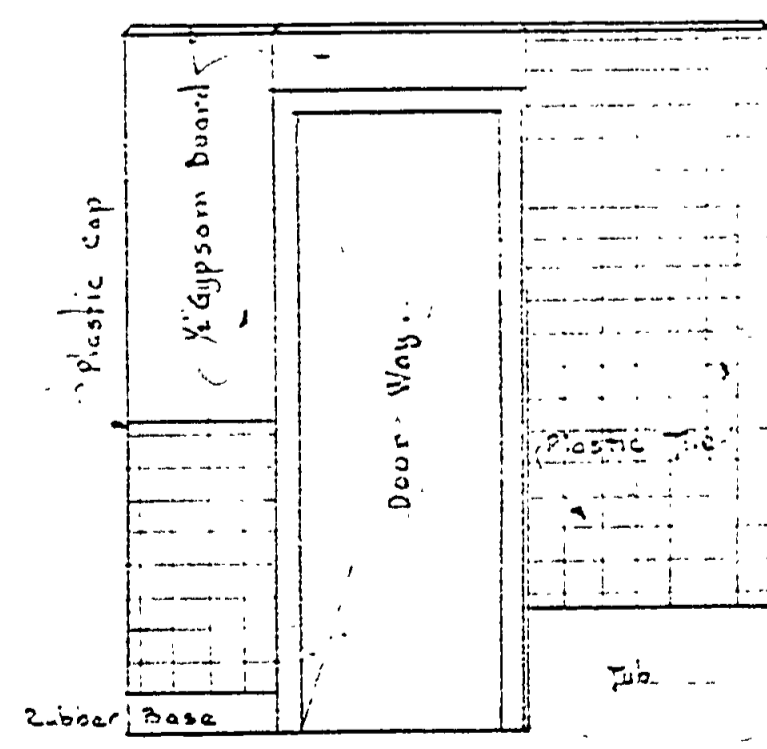 Plastic Cap
1/2" Gypsom Board
Door Way
Plastic Tile
Tub
Rubber Base